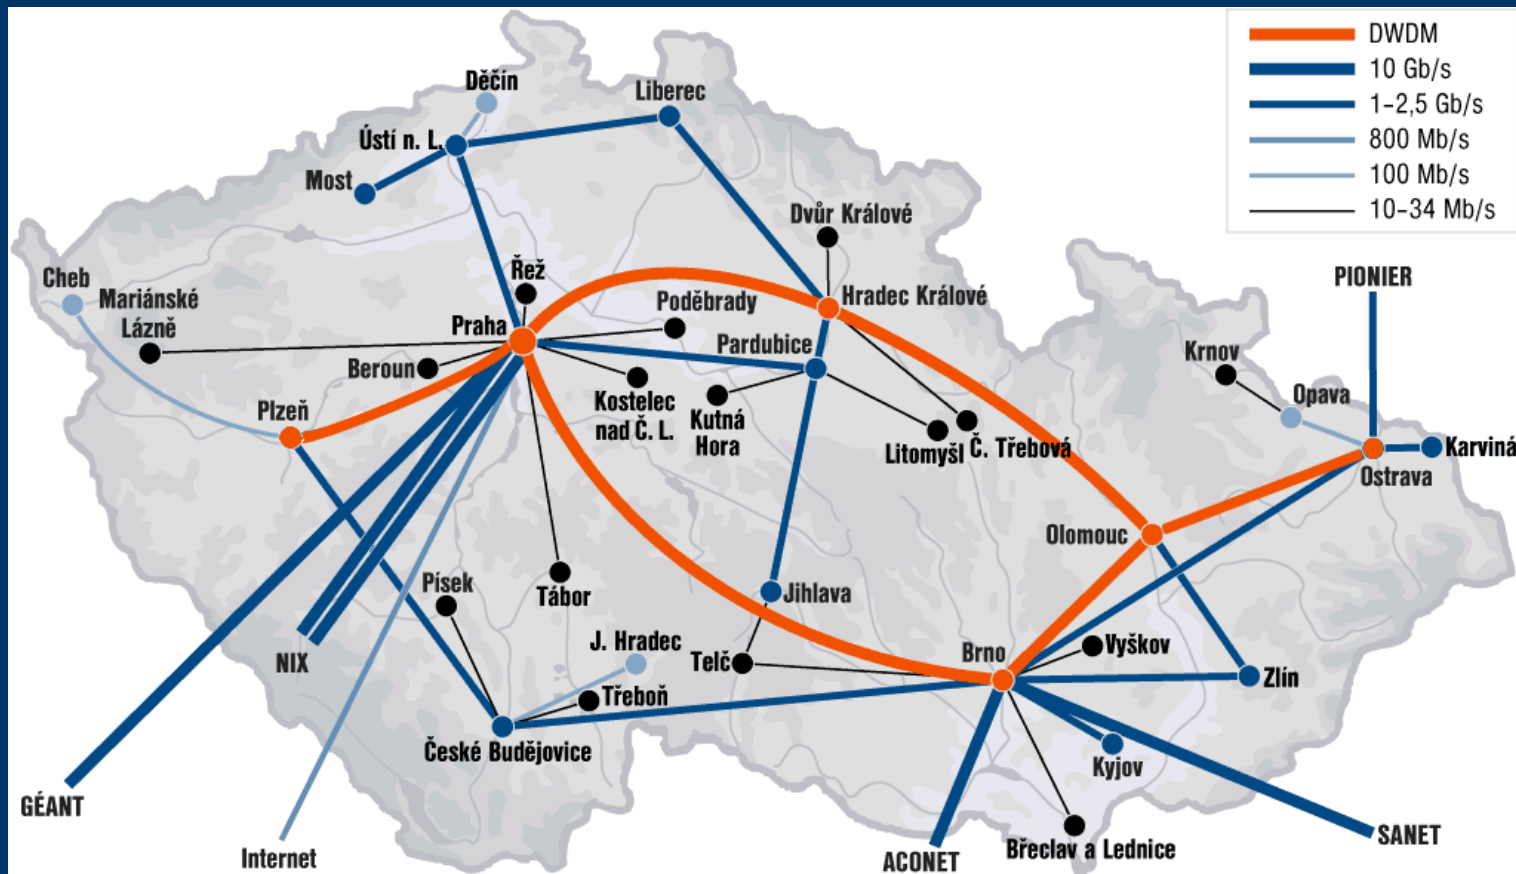 DWDM
10 Gb/s
1–2,5 Gb/s
800 Mb/s
100 Mb/s
10–34 Mb/s
Děčín
Liberec
Ústí n. L.
Most
Dvůr Králové
Cheb
Mariánské
Lázně
Řež
Poděbrady
Hradec Králové
PIONIER
Praha
Pardubice
Krnov
Beroun
Opava
Plzeň
Kostelec
nad Č. L.
Kutná
Hora
Litomyšl
Č. Třebová
Karviná
Ostrava
Olomouc
Písek
Tábor
Jihlava
J. Hradec
NIX
Telč
Brno
Vyškov
Zlín
Třeboň
České Budějovice
Kyjov
GÉANT
Internet
ACONET
Břeclav a Lednice
SANET